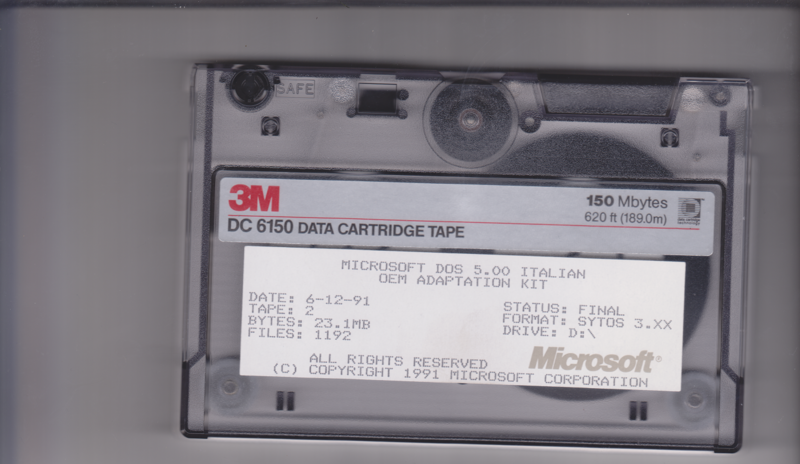 SAFE
3M
150 Mbytes
DC 6150 DATA CARTRIDGE TAPE
620 ft (189.0m)
MICROSOFT DOS 5.00 ITALIAN
OEM ADAPTATION KIT
DATE: 6-12-91
TAPE: 2
BYTES: 23.1MB
FILES: 1192
STATUS: FINAL
FORMAT: SYTOS 3.XX
DRIVE: D:\
ALL RIGHTS RESERVED
Microsoft®
(C) COPYRIGHT 1991 MICROSOFT CORPORATION